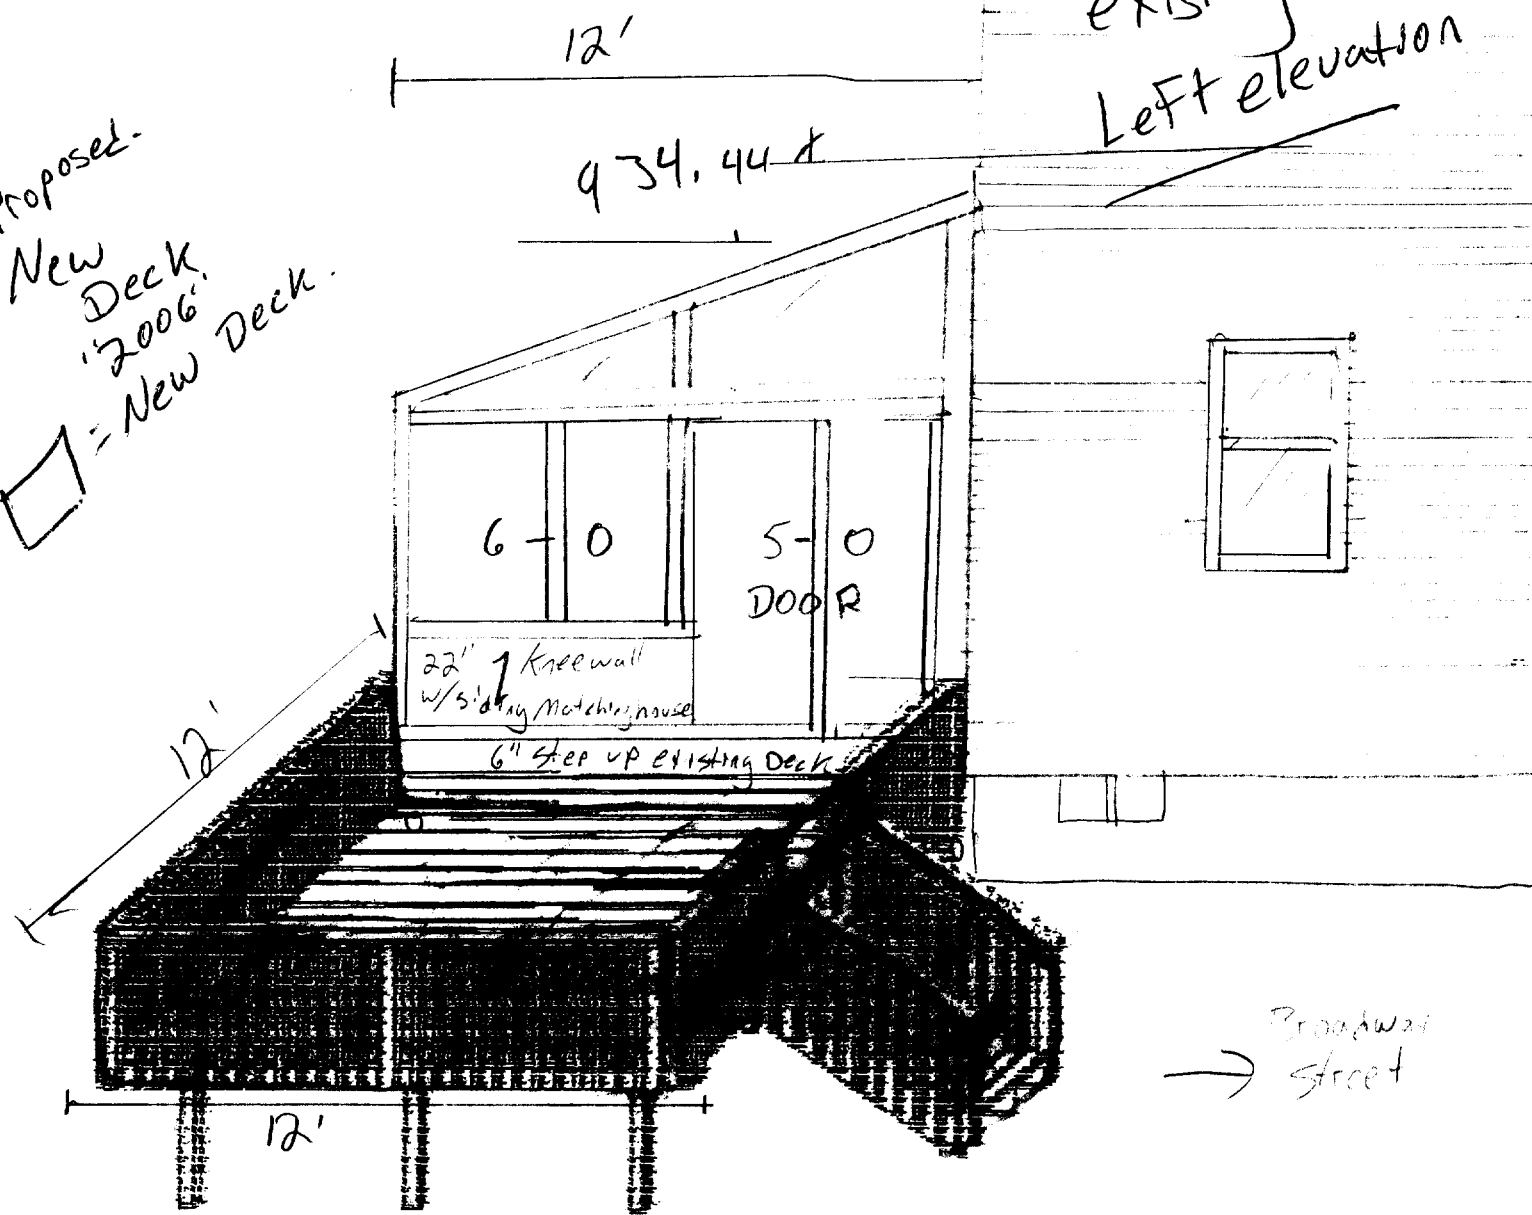 12'
Left elevation
934.44
Proposed.
New
Deck
"2006"
= New Deck.
6-0
5-0
DOOR
22" Kneewall
w/siding Matching house
6" Step up existing Deck
12'
12'
Broadway
Street